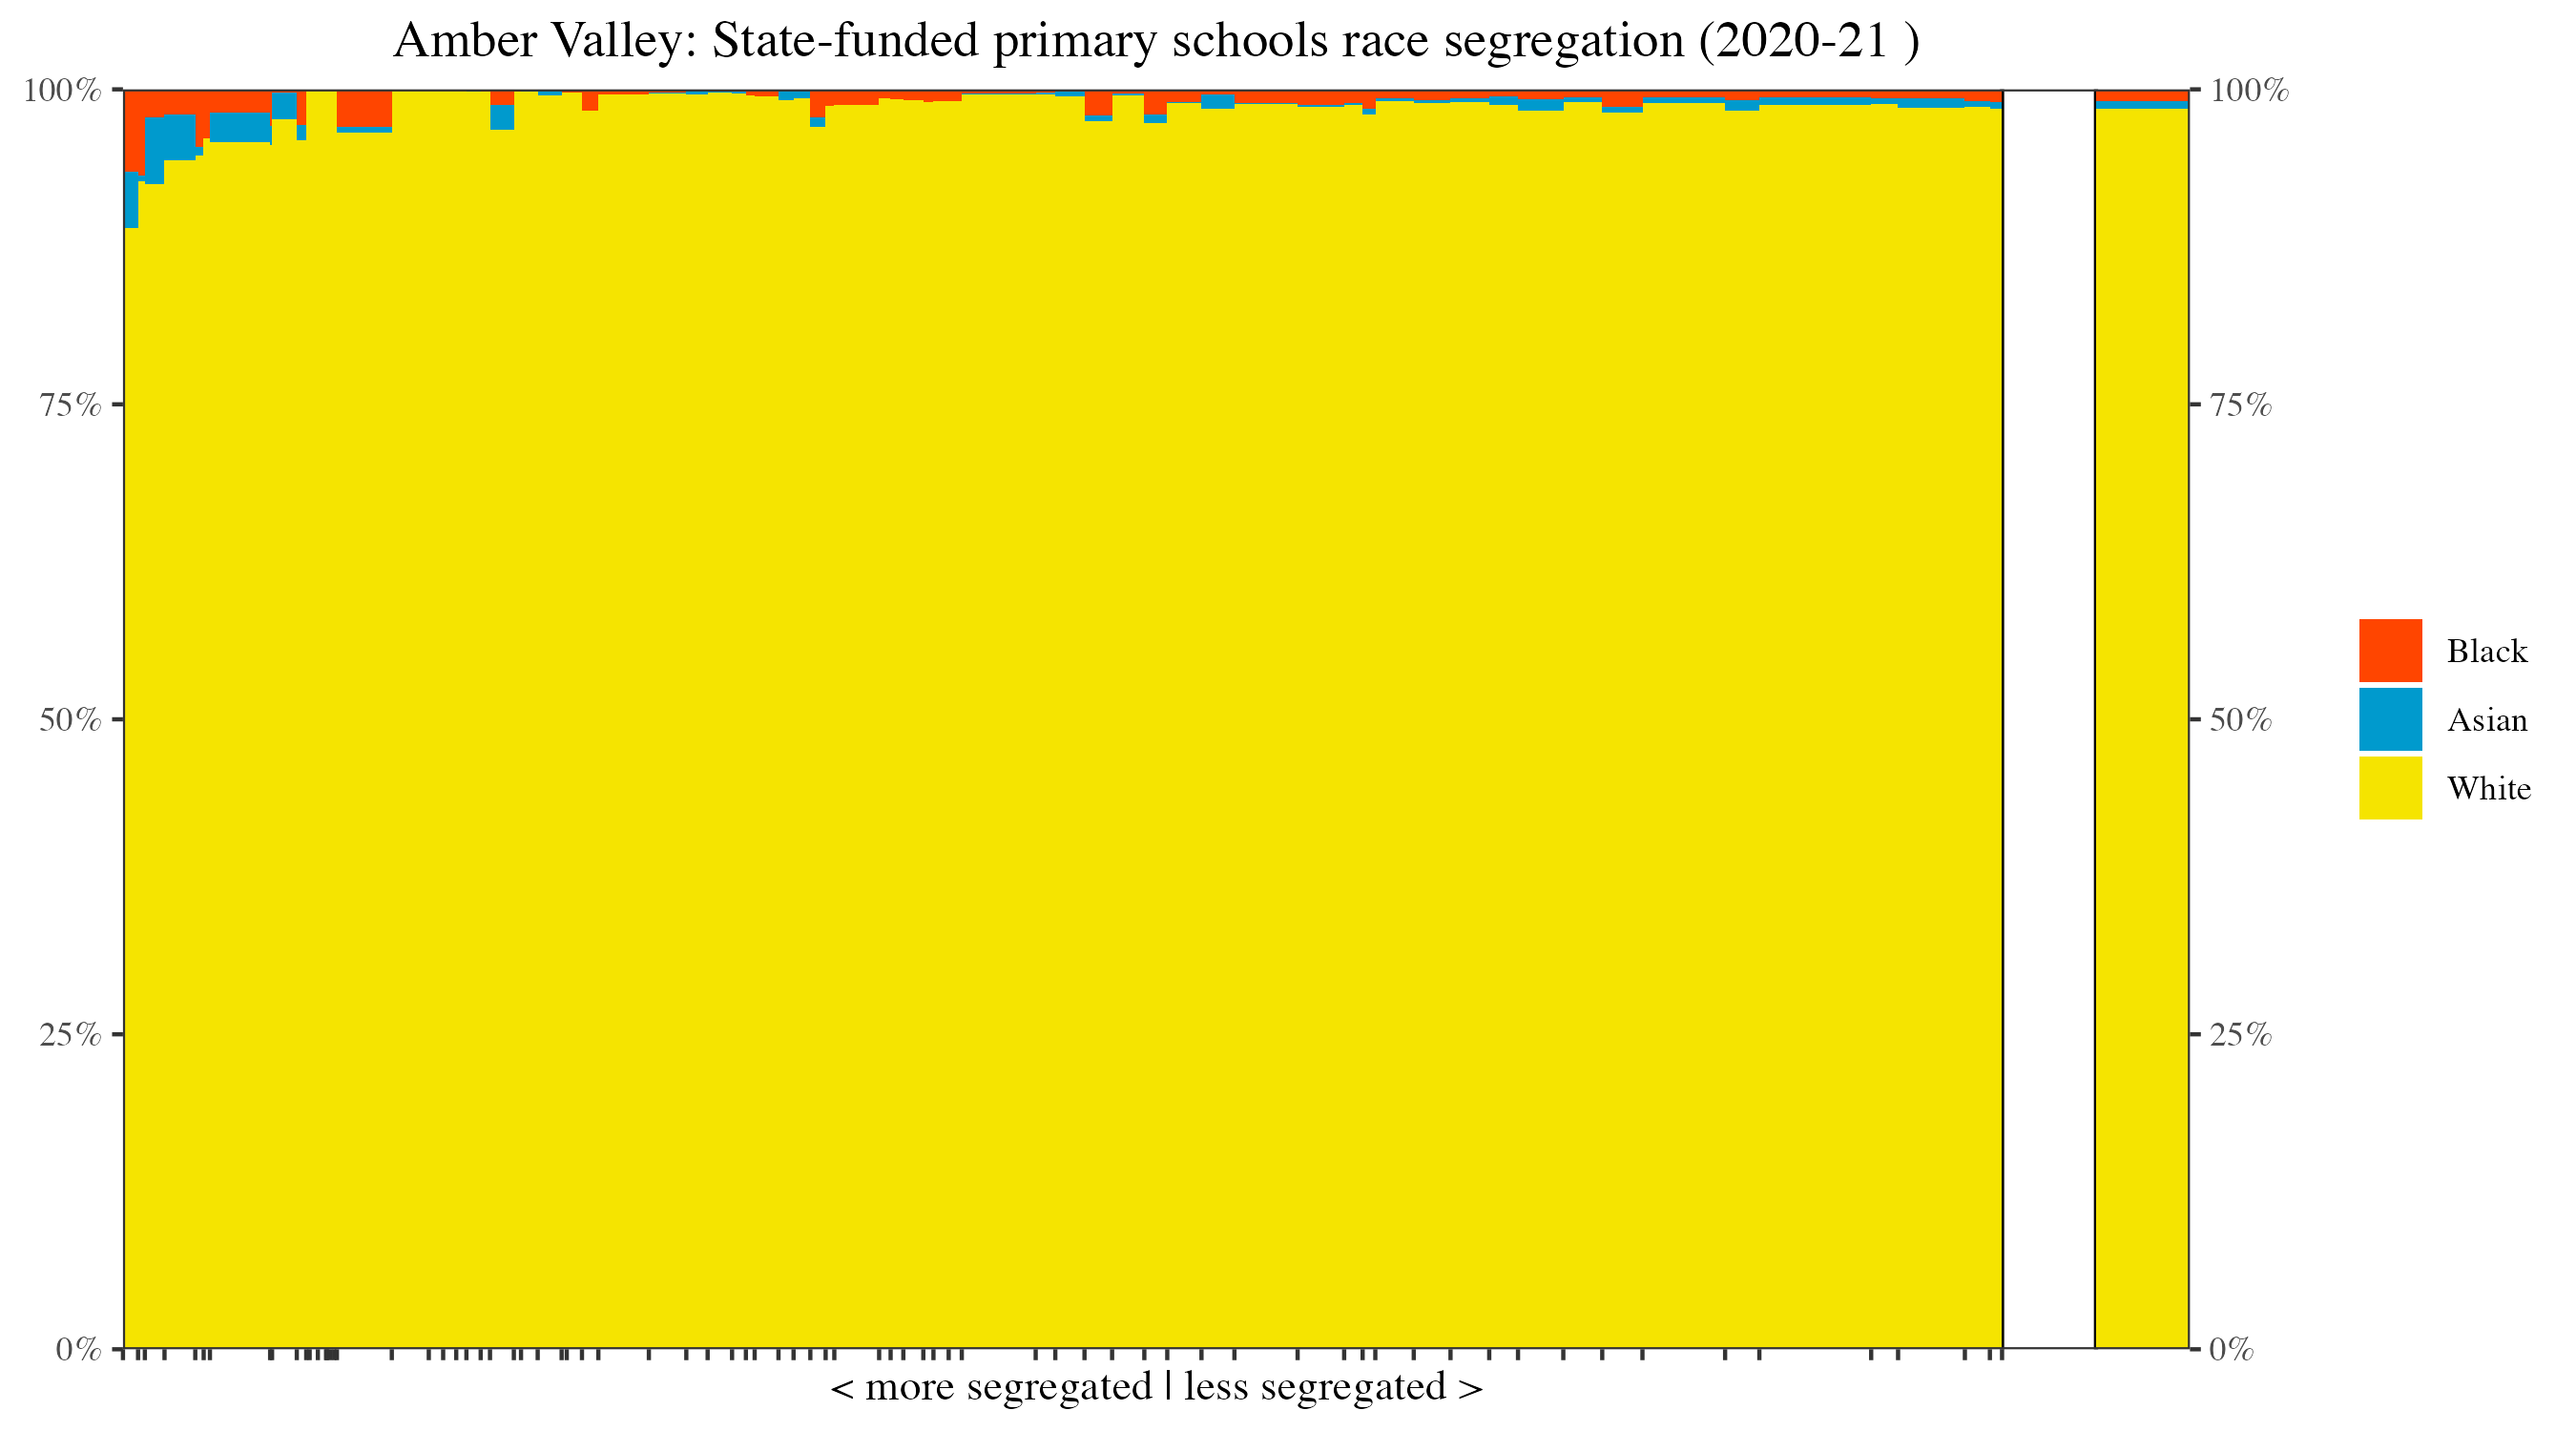 Amber Valley: State-funded primary schools race segregation (2020-21 )
100%
75%
50%
25%
0%
100%
75%
50%
25%
0%
Black
Asian
White
< more segregated | less segregated >